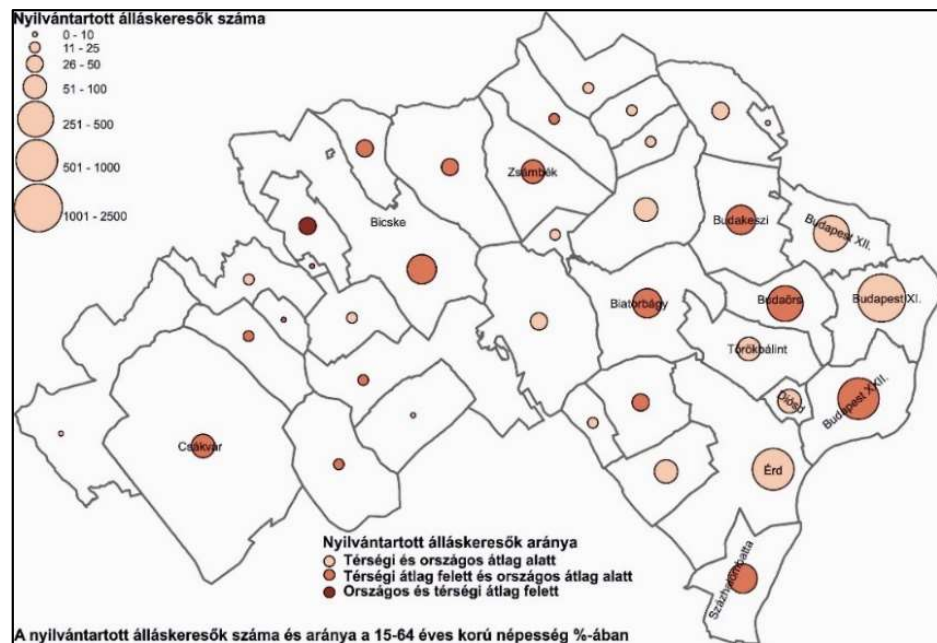 Nyilvántartott álláskeresők száma
0 - 10
11 - 25
26 - 50
51 - 100
251 - 500
501 - 1000
1001 - 2500
Zsámbék
Bicske
Budakeszi
Budapest XII.
Biatorbágy
Budaörs
Budapest XI.
Törökbálint
Diósd
Budapest XXII.
Csákvár
Érd
Százhalombatta
Nyilvántartott álláskeresők aránya
Térségi és országos átlag alatt
Térségi átlag felett és országos átlag alatt
Országos és térségi átlag felett
A nyilvántartott álláskeresők száma és aránya a 15-64 éves korú népesség %-ában